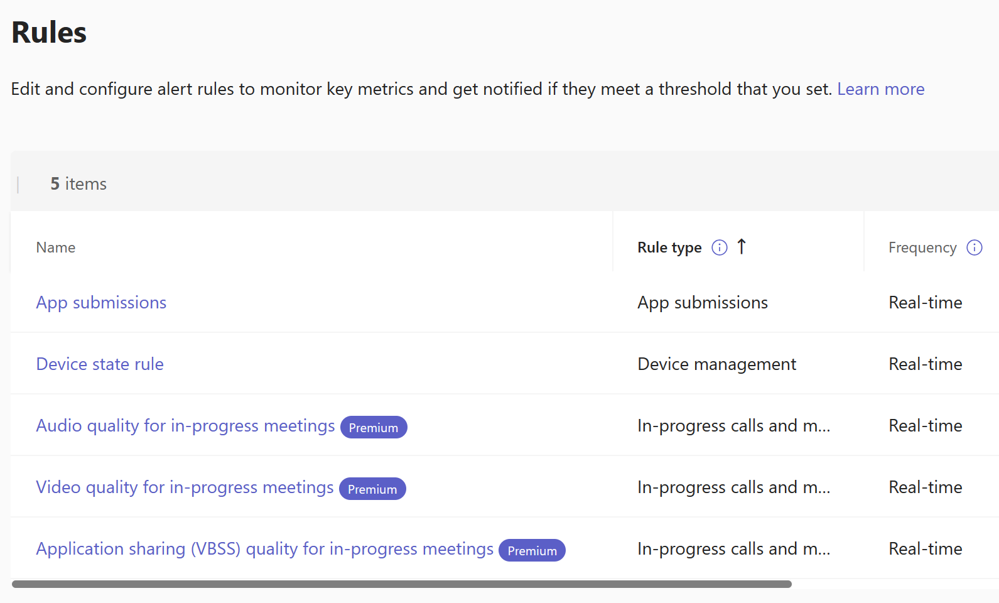 Rules
Edit and configure alert rules to monitor key metrics and get notified if they meet a threshold that you set. Learn more
5 items
Name Rule type Frequency
App submissions App submissions Real-time
Device state rule Device management Real-time
Audio quality for in-progress meetings Premium In-progress calls and m... Real-time
Video quality for in-progress meetings Premium In-progress calls and m... Real-time
Application sharing (VBSS) quality for in-progress meetings Premium In-progress calls and m... Real-time